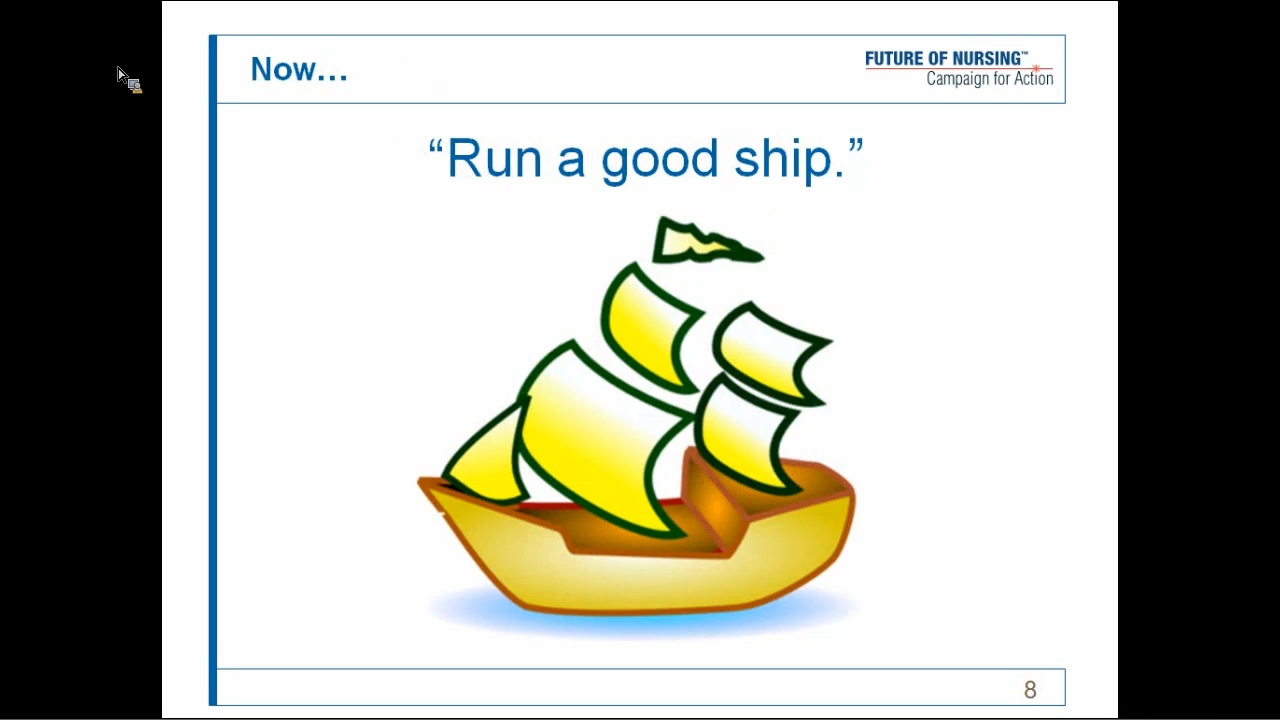 Now...
FUTURE OF NURSING™
Campaign for Action
“Run a good ship.”
8